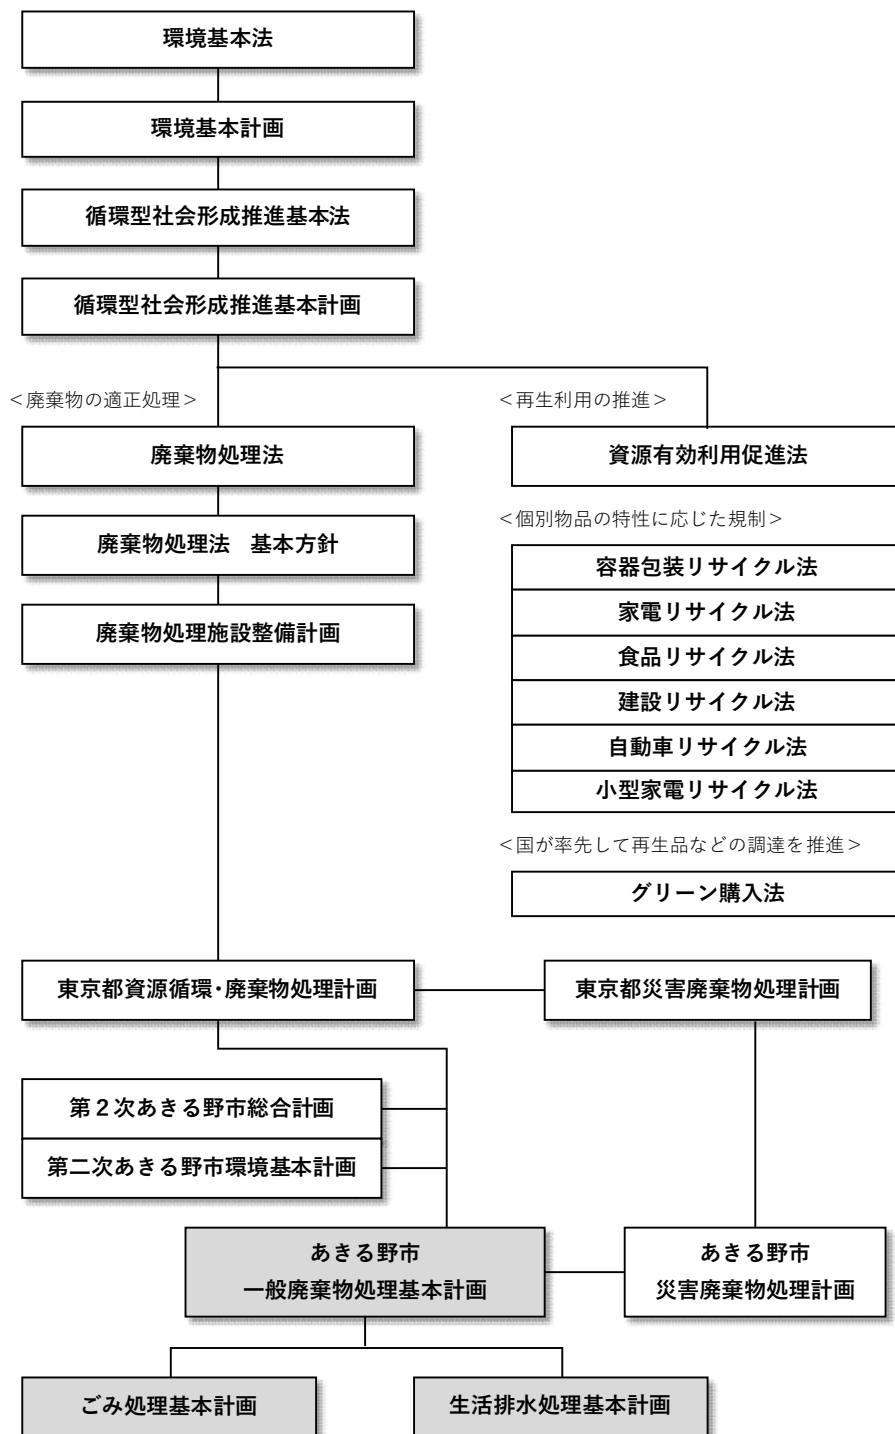 環境基本法
環境基本計画
循環型社会形成推進基本法
循環型社会形成推進基本計画
＜廃棄物の適正処理＞
＜再生利用の推進＞
廃棄物処理法
資源有効利用促進法
廃棄物処理法　基本方針
廃棄物処理施設整備計画
＜個別物品の特性に応じた規制＞
容器包装リサイクル法
家電リサイクル法
食品リサイクル法
建設リサイクル法
自動車リサイクル法
小型家電リサイクル法
＜国が率先して再生品などの調達を推進＞
グリーン購入法
東京都資源循環・廃棄物処理計画
東京都災害廃棄物処理計画
第２次あきる野市総合計画
第二次あきる野市環境基本計画
あきる野市
一般廃棄物処理基本計画
あきる野市
災害廃棄物処理計画
ごみ処理基本計画
生活排水処理基本計画